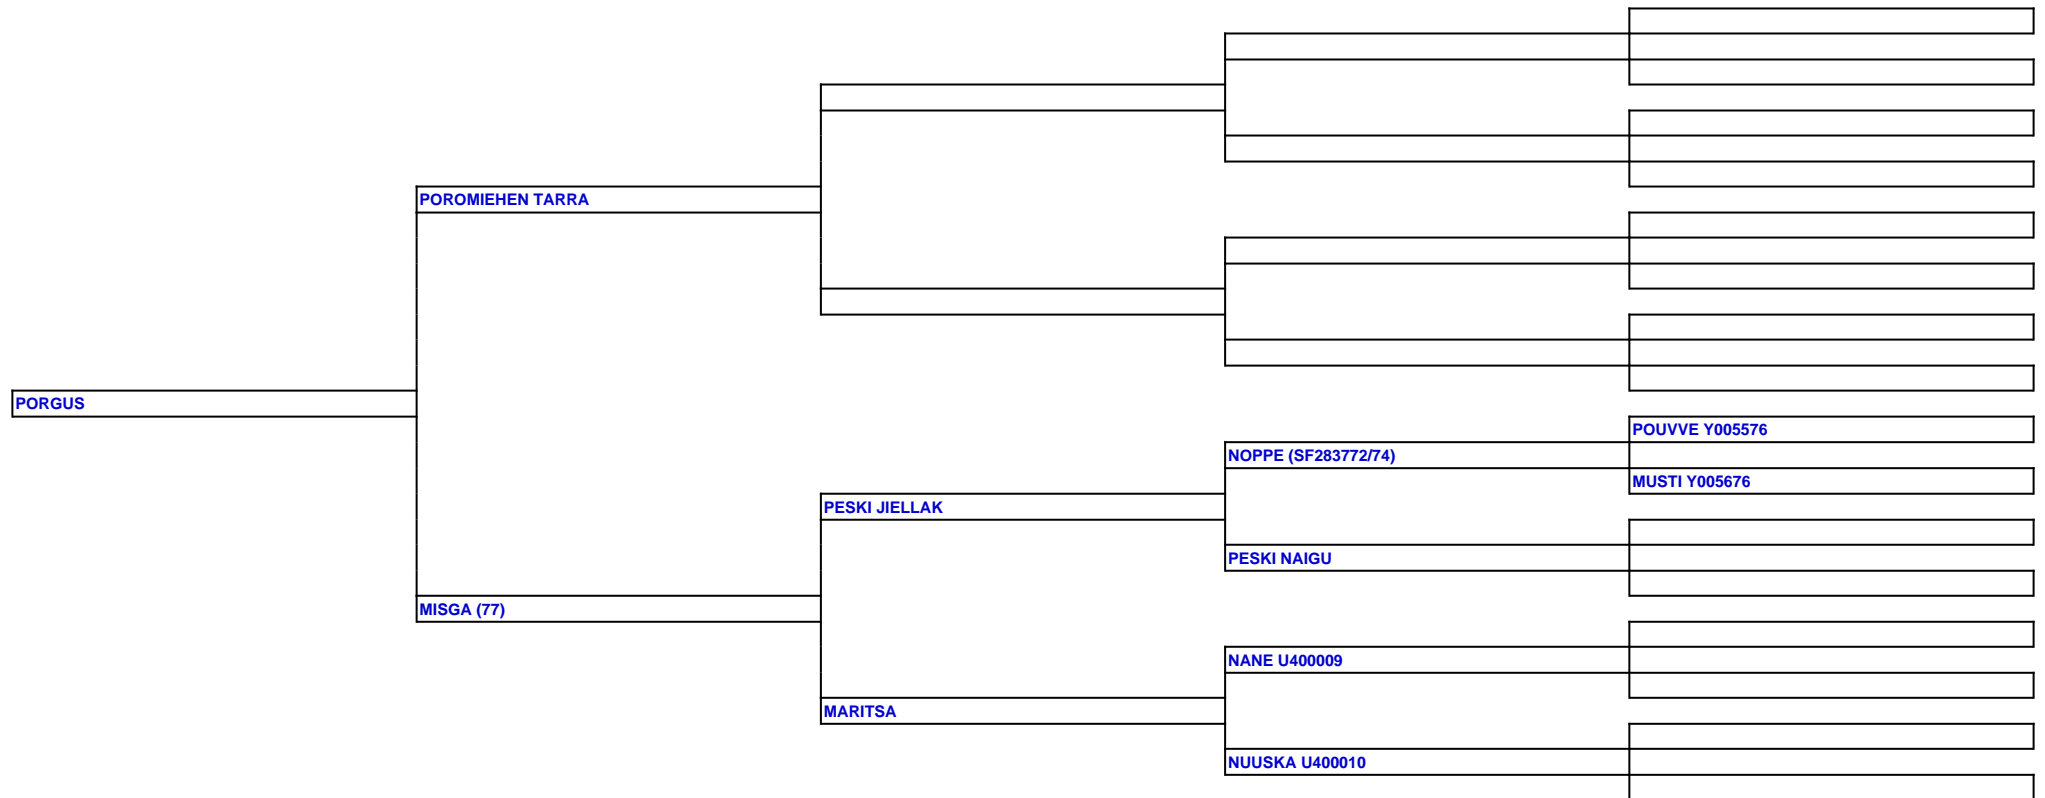 POROMIEHEN TARRA
PORGUS
POUVVE Y005576
NOPPE (SF283772/74)
MUSTI Y005676
PESKI JIELLAK
PESKI NAIGU
MISGA (77)
NANE U400009
MARITSA
NUUSKA U400010